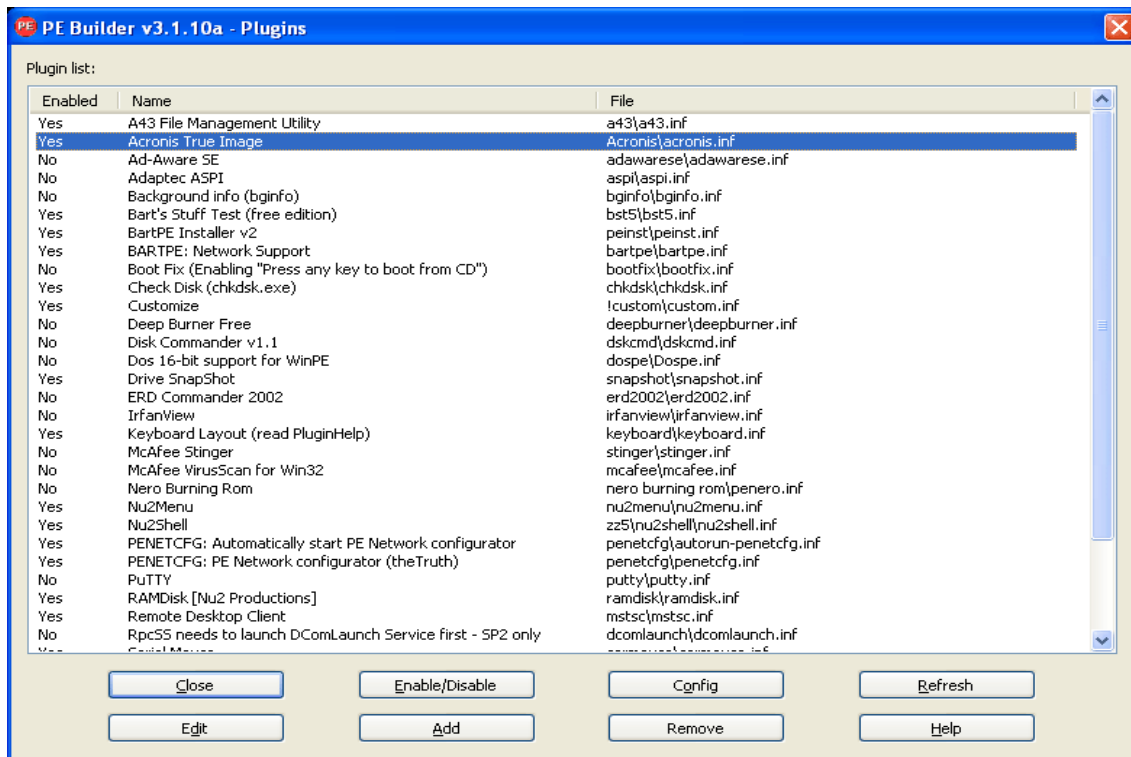 PE Builder v3.1.10a - Plugins
Plugin list:
Enabled Name File
Yes A43 File Management Utility a43\a43.inf
Yes Acronis True Image Acronis\acronis.inf
No Ad-Aware SE adawarese\adawarese.inf
No Adaptec ASPI aspi\aspi.inf
No Background info (bginfo) bginfo\bginfo.inf
Yes Bart's Stuff Test (free edition) bst5\bst5.inf
Yes BartPE Installer v2 peinst\peinst.inf
Yes BARTPE: Network Support bartpe\bartpe.inf
No Boot Fix (Enabling "Press any key to boot from CD") bootfix\bootfix.inf
Yes Check Disk (chkdsk.exe) chkdsk\chkdsk.inf
Yes Customize !custom\custom.inf
No Deep Burner Free deepburner\deepburner.inf
No Disk Commander v1.1 dskcmd\dskcmd.inf
No Dos 16-bit support for WinPE dospe\Dospe.inf
Yes Drive SnapShot snapshot\snapshot.inf
No ERD Commander 2002 erd2002\erd2002.inf
No IrfanView irfanview\irfanview.inf
Yes Keyboard Layout (read PluginHelp) keyboard\keyboard.inf
No McAfee Stinger stinger\stinger.inf
No McAfee VirusScan for Win32 mcafee\mcafee.inf
No Nero Burning Rom nero burning rom\penero.inf
Yes Nu2Menu nu2menu\nu2menu.inf
Yes Nu2Shell zz5\nu2shell\nu2shell.inf
Yes PENETCFG: Automatically start PE Network configurator penetcfg\autorun-penetcfg.inf
Yes PENETCFG: PE Network configurator (theTruth) penetcfg\penetcfg.inf
No PuTTY putty\putty.inf
Yes RAMDisk [Nu2 Productions] ramdisk\ramdisk.inf
Yes Remote Desktop Client mstsc\mstsc.inf
No RpcSS needs to launch DComLaunch Service first - SP2 only dcomlaunch\dcomlaunch.inf
Close Enable/Disable Config Refresh
Edit Add Remove Help